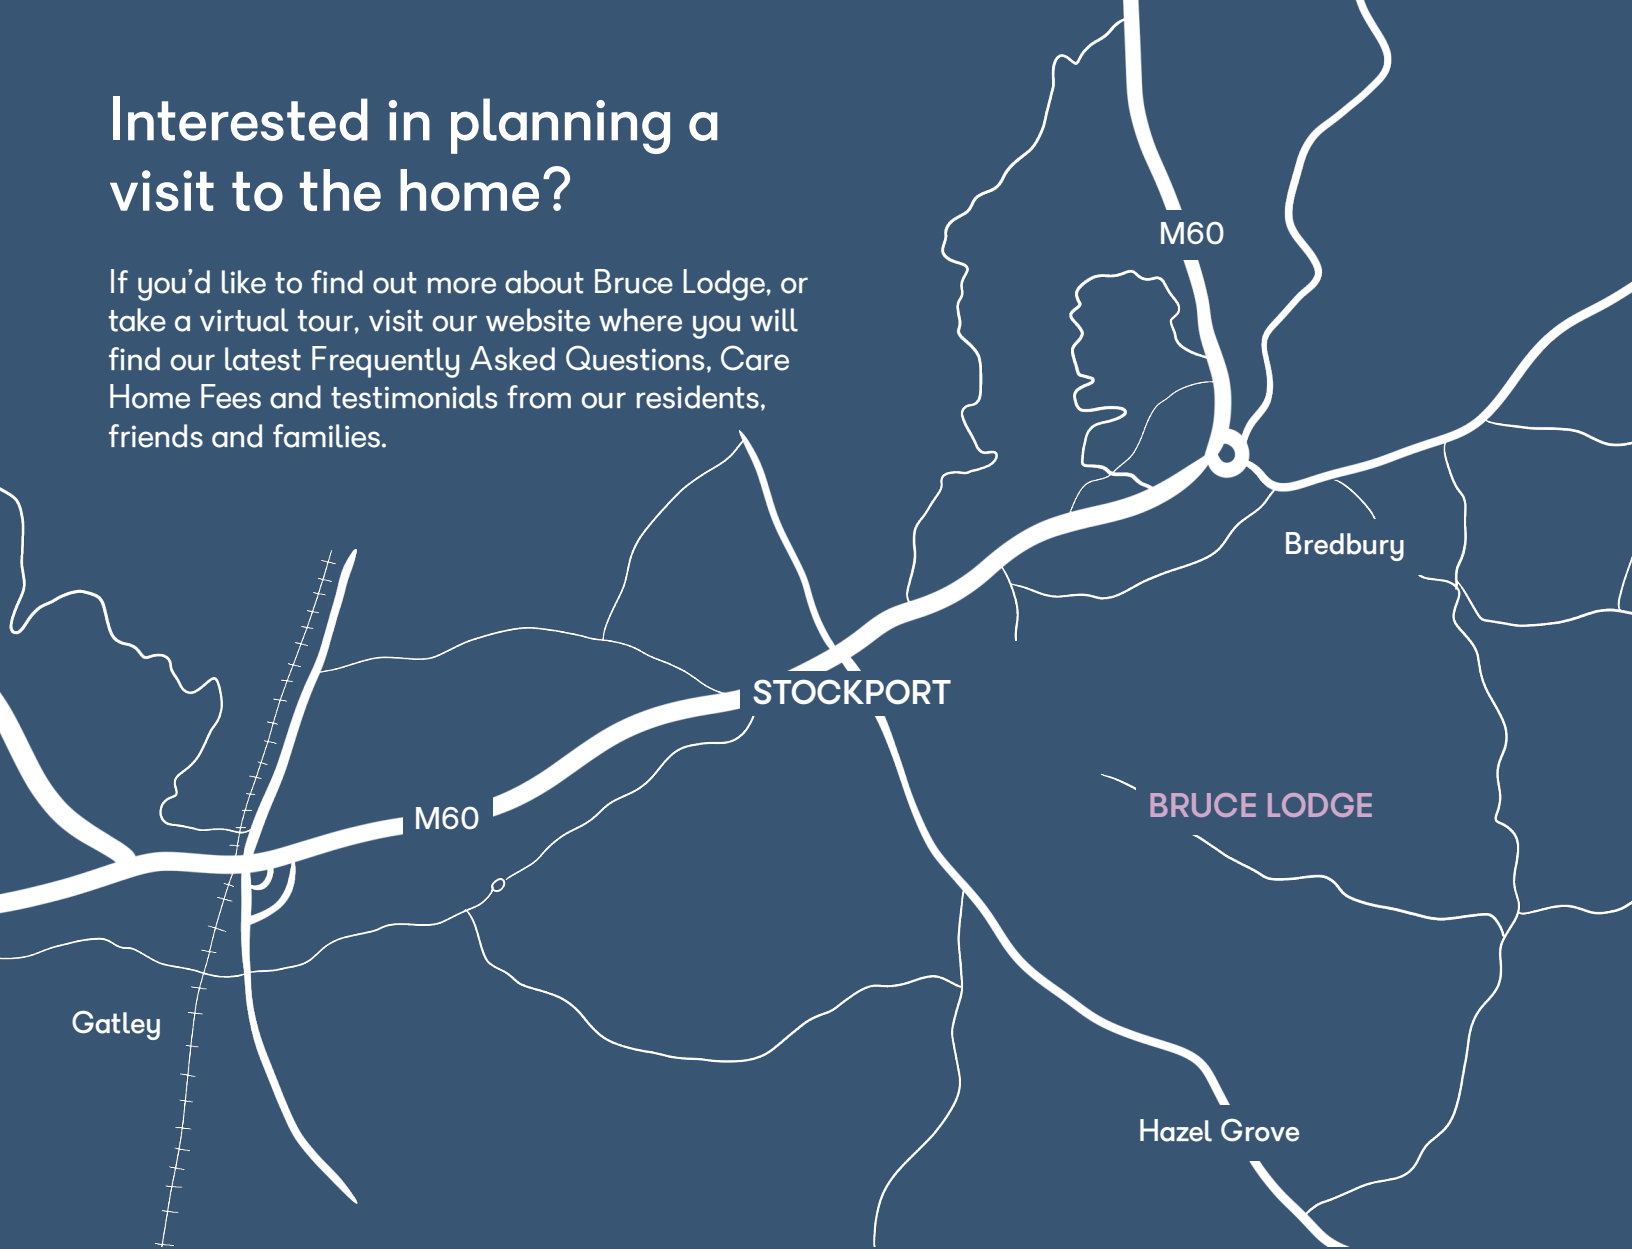 Interested in planning a
visit to the home?
If you’d like to find out more about Bruce Lodge, or
take a virtual tour, visit our website where you will
find our latest Frequently Asked Questions, Care
Home Fees and testimonials from our residents,
friends and families.
M60
Bredbury
STOCKPORT
BRUCE LODGE
M60
Gatley
Hazel Grove